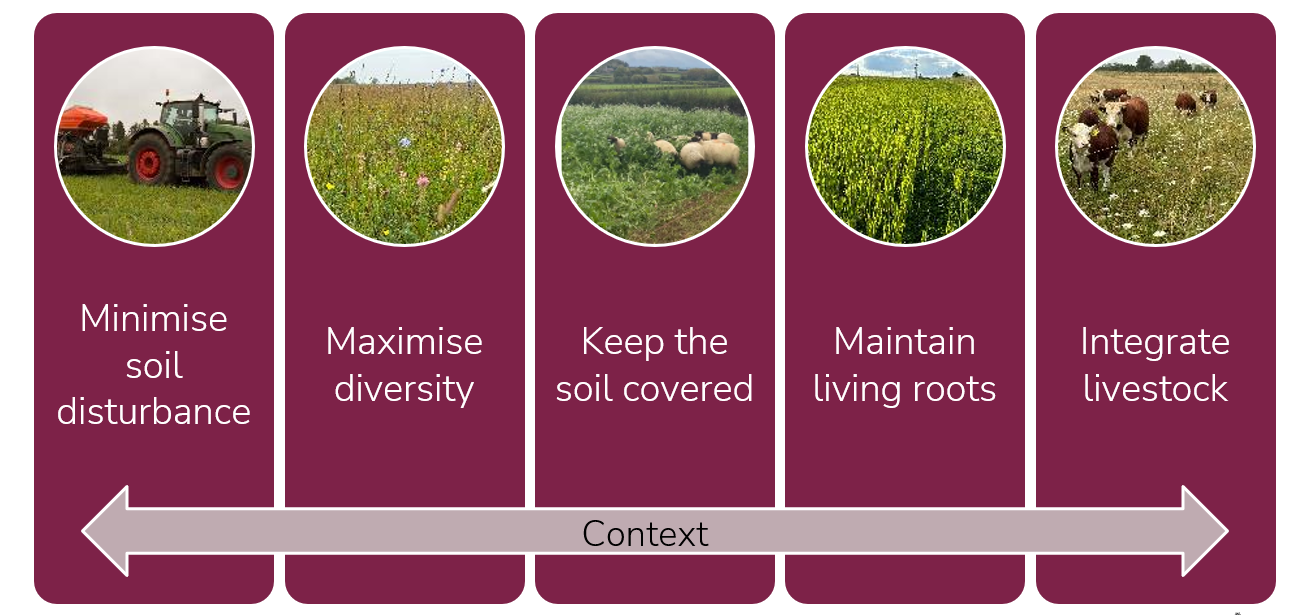 Minimise
soil
disturbance
Maximise
diversity
Keep the
soil covered
Maintain
living roots
Integrate
livestock
Context